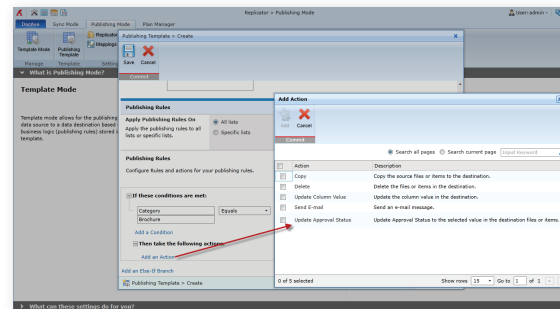 Replicator > Publishing Mode
User: admin
DocAve
Sync Mode
Publishing Mode
Plan Manager
Template Mode
Publishing Template
Replicator
Mappings
Manage
Template
Setting
What is Publishing Mode?
Template Mode
Template mode allows for the publishing
data source to a data destination based
business logic (publishing rules) stored i
template.
Publishing Template > Create
Save
Cancel
Commit
Publishing Rules
Apply Publishing Rules On
Apply the publishing rules to all
lists or specific lists.
All lists
Specific lists
Publishing Rules
Configure Rules and Actions for your publishing rules.
If these conditions are met:
Category
Equals
Brochure
Add a Condition
Then take the following actions:
Add an Action
Add an Else-If Branch
Publishing Template > Create
Add Action
Add
Cancel
Commit
Search all pages
Search current page
Input Keyword
Action
Description
Copy
Copy the source files or items to the destination.
Delete
Delete the files or items in the destination.
Update Column Value
Update the column value in the destination.
Send E-mail
Send an e-mail message.
Update Approval Status
Update Approval Status to the selected value in the destination files or items.
0 of 5 selected
Show rows 15
Go to 1 of 1
What can these settings do for you?